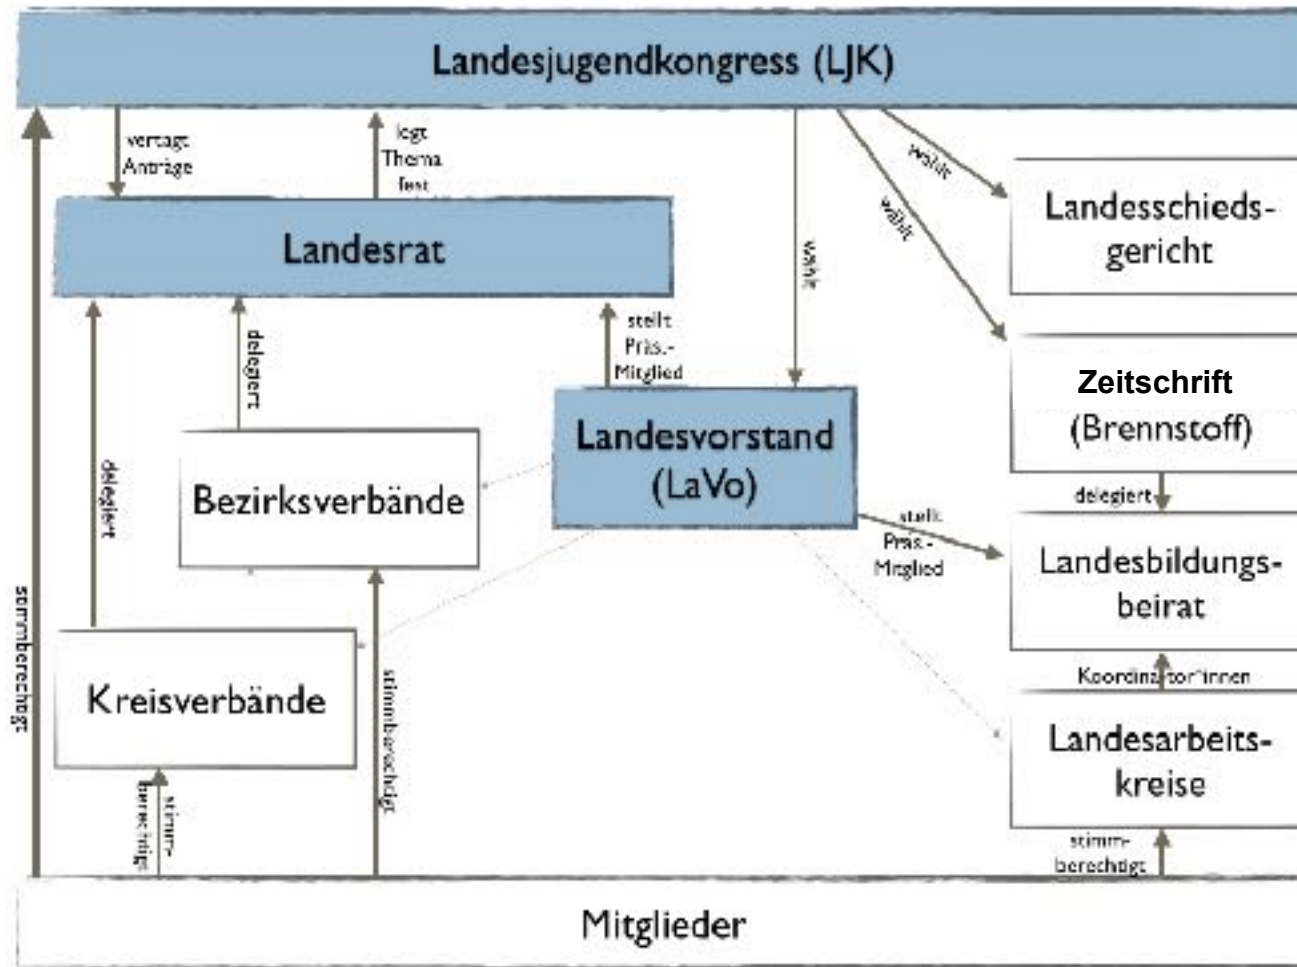 Landesjugendkongress (LJK)
vertagt
Anträge
legt
Thema
fest
wählt
wählt
wählt
Landesschieds-
gericht
Landesrat
delegiert
delegiert
stellt
Präs.-
Mitglied
Zeitschrift
(Brennstoff)
Landesvorstand
(LaVo)
Bezirksverbände
delegiert
stellt
Präs.-
Mitglied
Landesbildungs-
beirat
stimmberechtigt
Kreisverbände
stimmberechtigt
Koordinator*innen
Landesarbeits-
kreise
stimm-
berechtigt
stimm-
berechtigt
Mitglieder